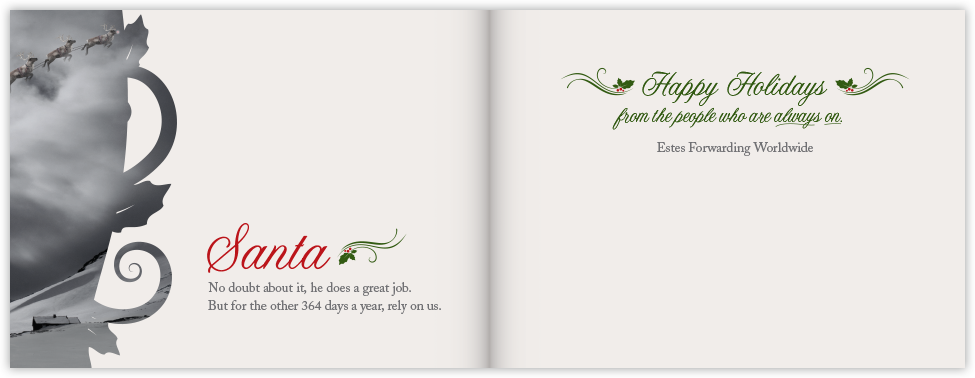 Santa
No doubt about it, he does a great job.
But for the other 364 days a year, rely on us.
Happy Holidays
from the people who are always on.
Estes Forwarding Worldwide